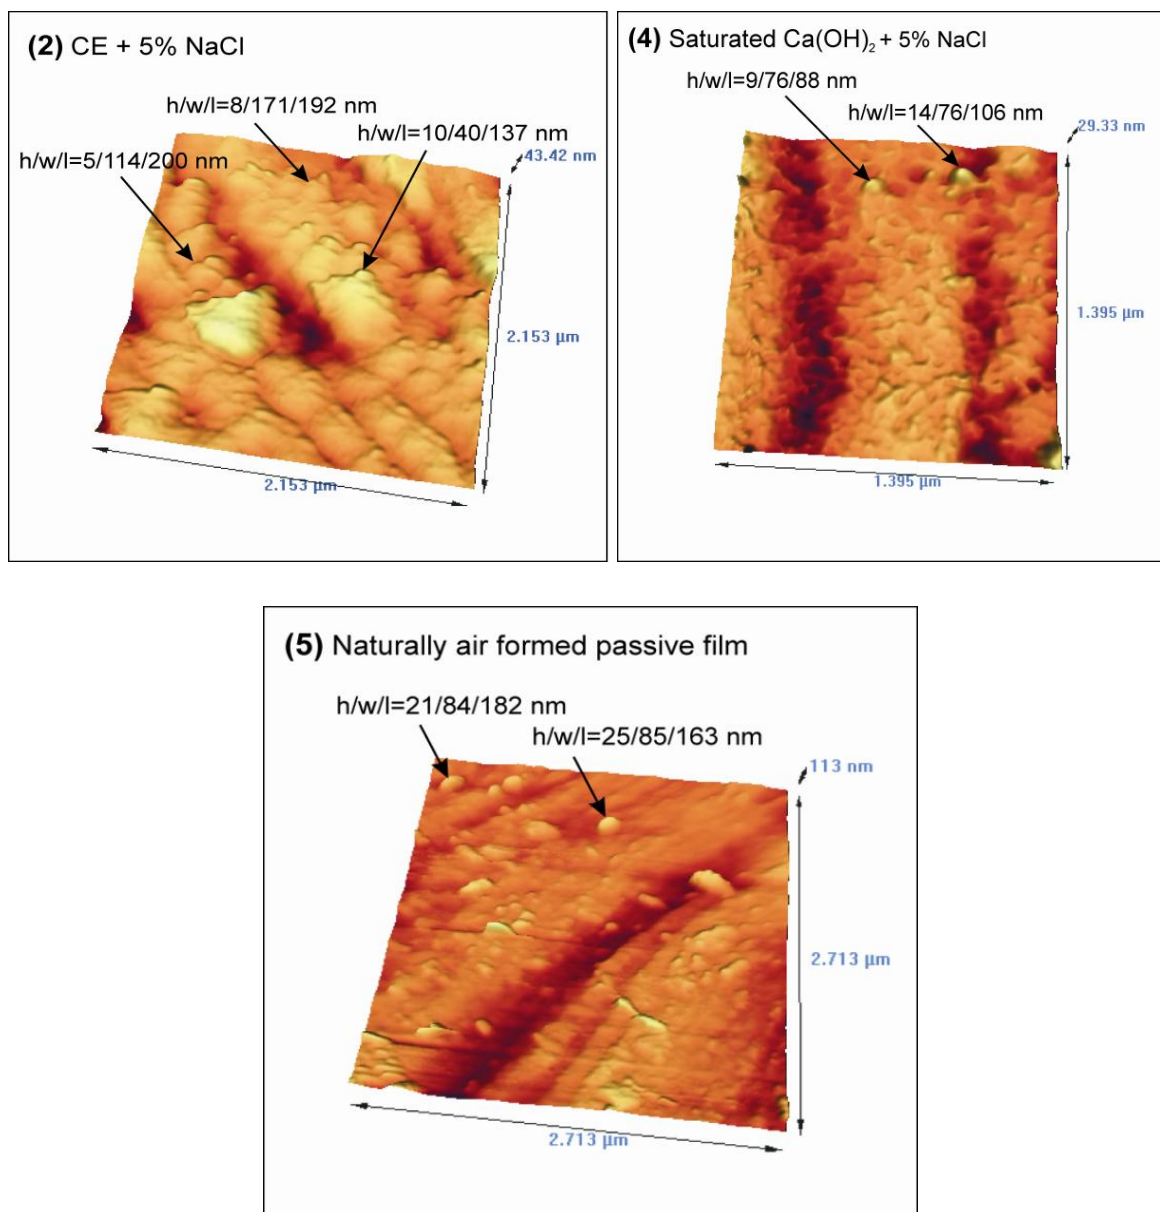 (2) CE + 5% NaCl
h/w/l=8/171/192 nm
h/w/l=10/40/137 nm
h/w/l=5/114/200 nm
43.42 nm
2.153 µm
2.153 µm
(4) Saturated Ca(OH)₂ + 5% NaCl
h/w/l=9/76/88 nm
h/w/l=14/76/106 nm
29.33 nm
1.395 µm
1.395 µm
(5) Naturally air formed passive film
h/w/l=21/84/182 nm
h/w/l=25/85/163 nm
113 nm
2.713 µm
2.713 µm